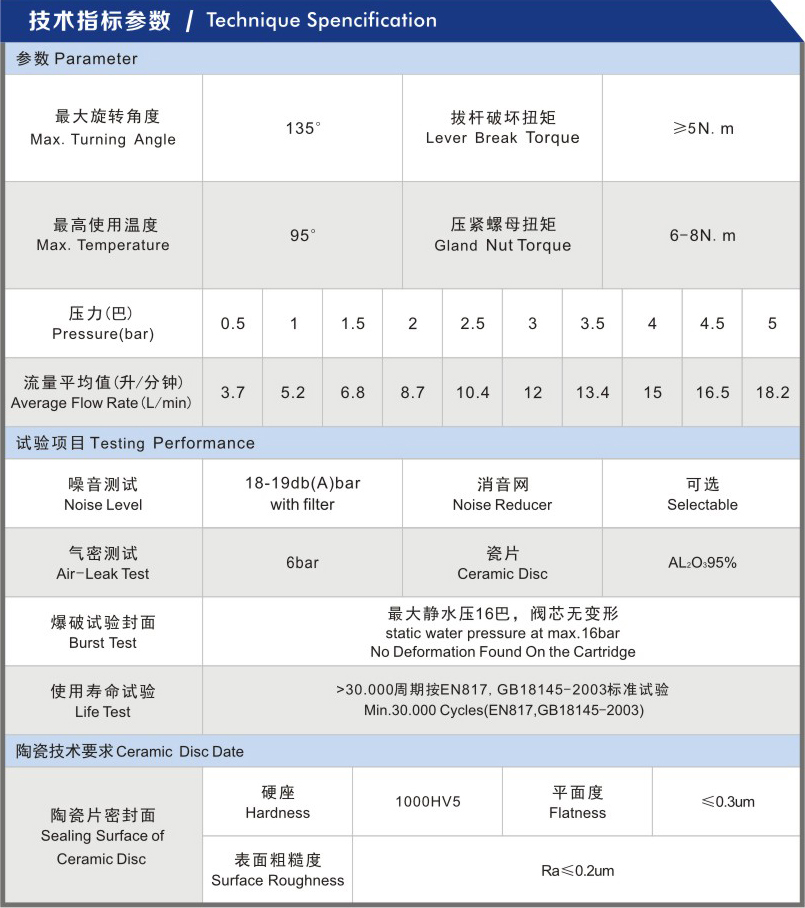 技术指标参数 / Technique Spencification
参数 Parameter
最大旋转角度
Max. Turning Angle
135°
拔杆破坏扭矩
Lever Break Torque
≥5N. m
最高使用温度
Max. Temperature
95°
压紧螺母扭矩
Gland Nut Torque
6-8N. m
压力(巴)
Pressure(bar)
0.5 1 1.5 2 2.5 3 3.5 4 4.5 5
流量平均值(升/分钟)
Average Flow Rate(L/min)
3.7 5.2 6.8 8.7 10.4 12 13.4 15 16.5 18.2
试验项目 Testing Performance
噪音测试
Noise Level
18-19db(A)bar
with filter
消音网
Noise Reducer
可选
Selectable
气密测试
Air-Leak Test
6bar
瓷片
Ceramic Disc
AL₂O₃95%
爆破试验封面
Burst Test
最大静水压16巴，阀芯无变形
static water pressure at max.16bar
No Deformation Found On the Cartridge
使用寿命试验
Life Test
>30.000周期按EN817, GB18145-2003标准试验
Min.30.000 Cycles(EN817,GB18145-2003)
陶瓷技术要求 Ceramic Disc Date
陶瓷片密封面
Sealing Surface of
Ceramic Disc
硬座
Hardness
1000HV5
平面度
Flatness
≤0.3um
表面粗糙度
Surface Roughness
Ra≤0.2um